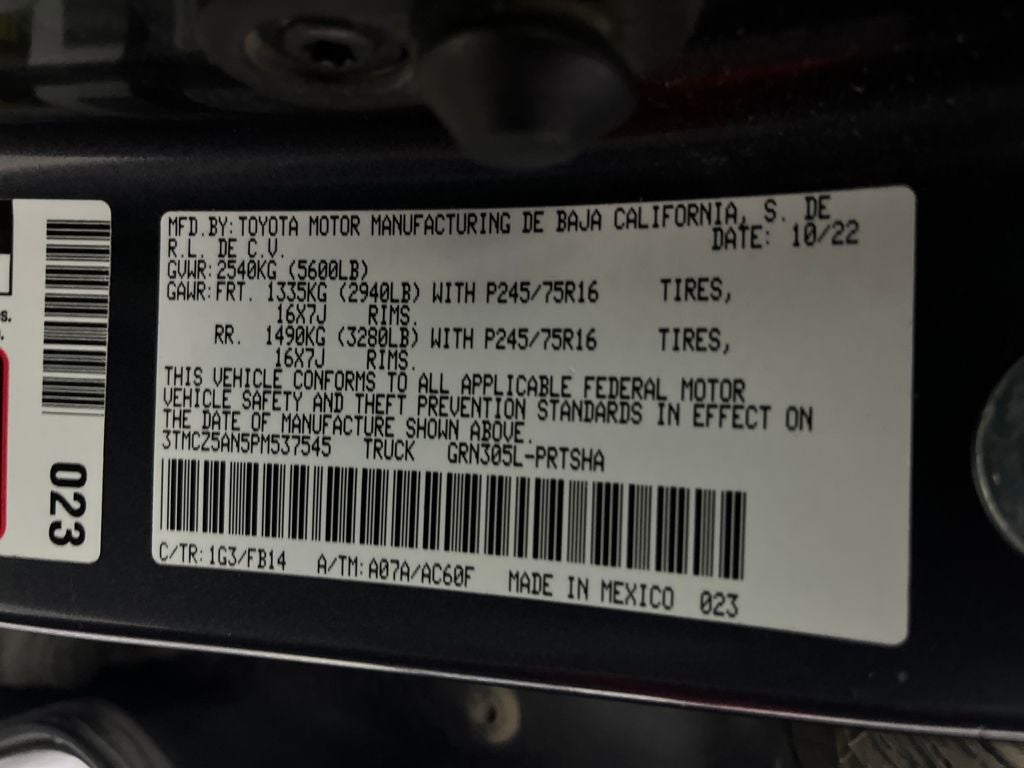 MFD.BY:TOYOTA MOTOR MANUFACTURING DE BAJA CALIFORNIA, S. DE
R.L. DE C.V. DATE: 10/22
GVWR:2540KG (5600LB)
GAWR:FRT. 1335KG (2940LB) WITH P245/75R16 TIRES,
16X7J RIMS.
RR. 1490KG (3280LB) WITH P245/75R16 TIRES,
16X7J RIMS.
THIS VEHICLE CONFORMS TO ALL APPLICABLE FEDERAL MOTOR
VEHICLE SAFETY AND THEFT PREVENTION STANDARDS IN EFFECT ON
THE DATE OF MANUFACTURE SHOWN ABOVE.
3TMCZ5AN5PM537545 TRUCK GRN305L-PRTSHA
C/TR:1G3/FB14 A/TM:A07A/AC60F MADE IN MEXICO 023
023